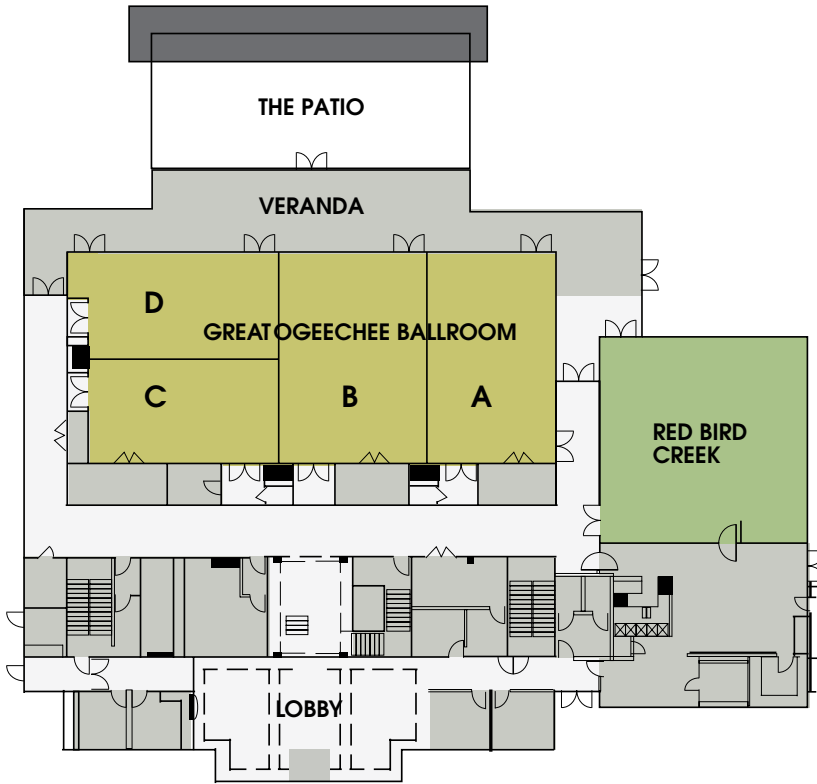 THE PATIO
VERANDA
D
GREAT OGEECHEE BALLROOM
C
B
A
RED BIRD
CREEK
LOBBY